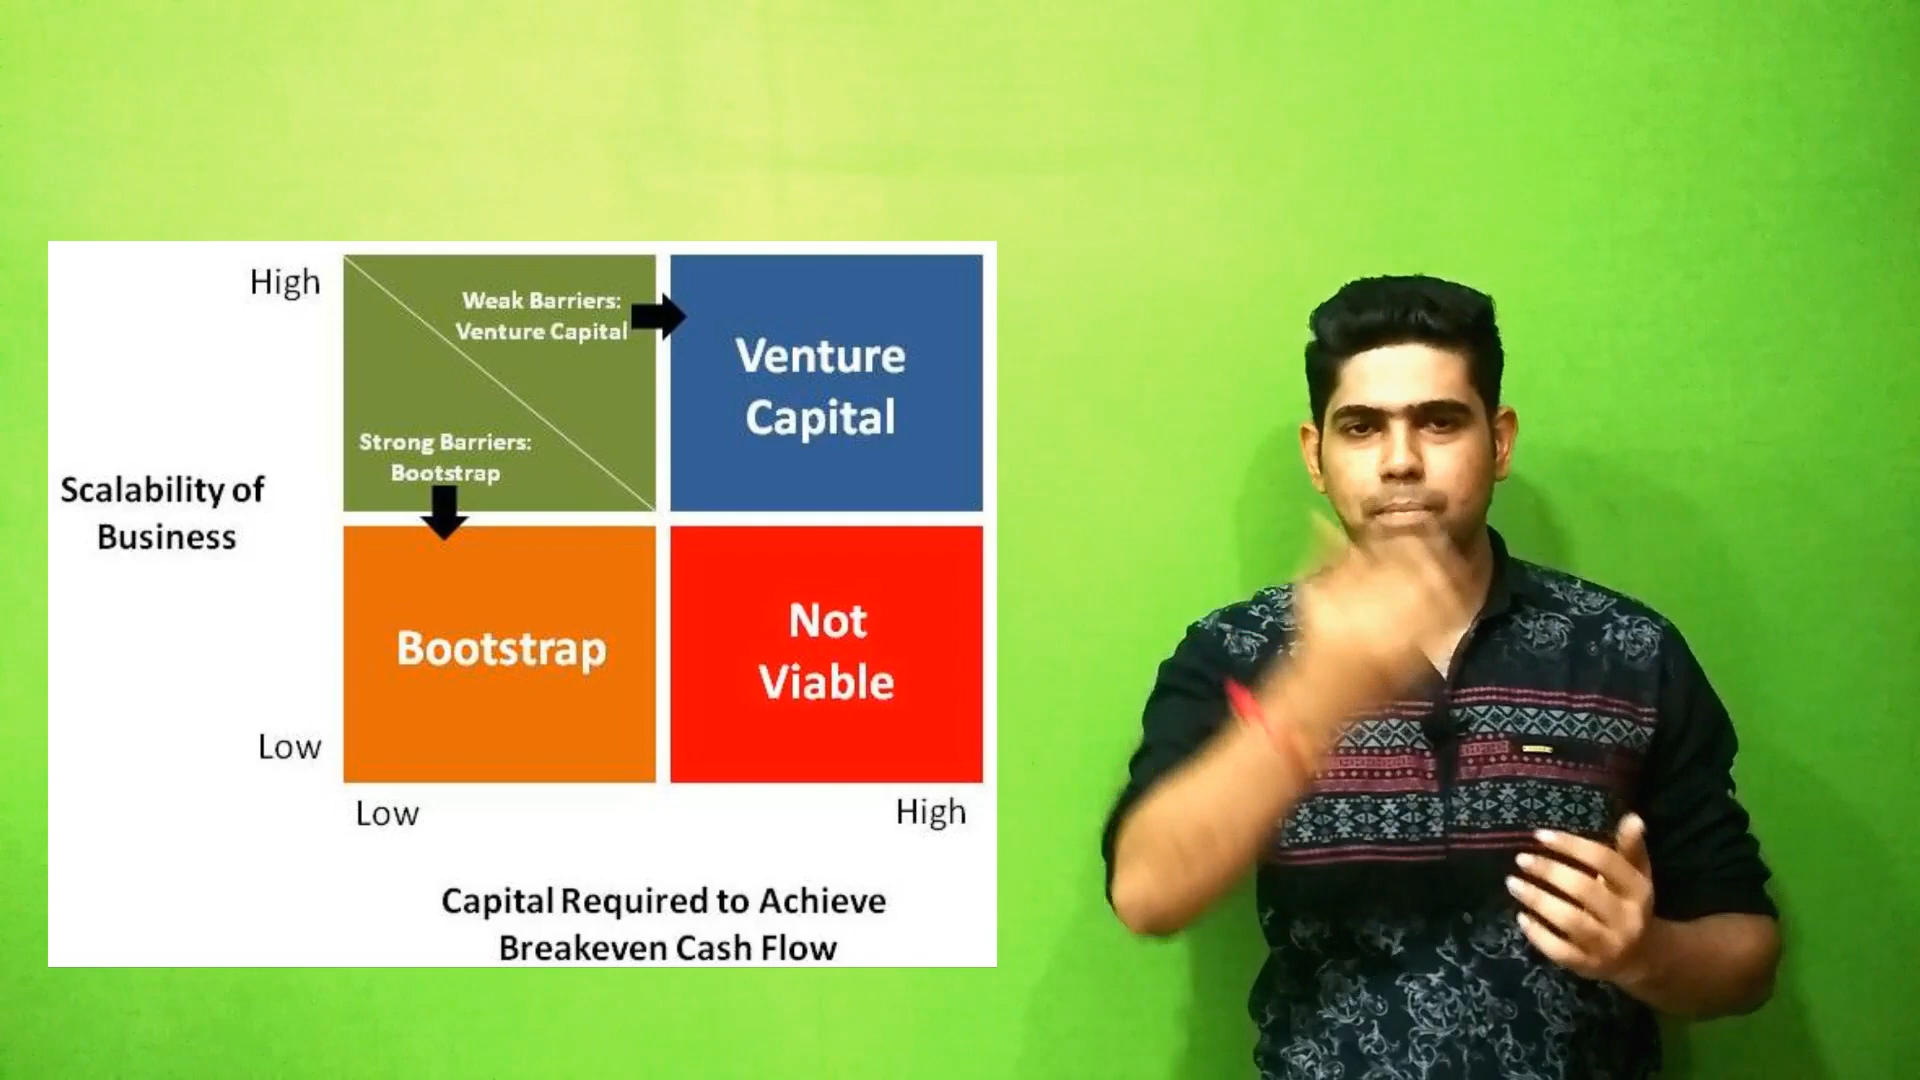 High
Weak Barriers:
Venture Capital
Venture
Capital
Strong Barriers:
Bootstrap
Scalability of
Business
Bootstrap
Not
Viable
Low
Low
High
Capital Required to Achieve
Breakeven Cash Flow